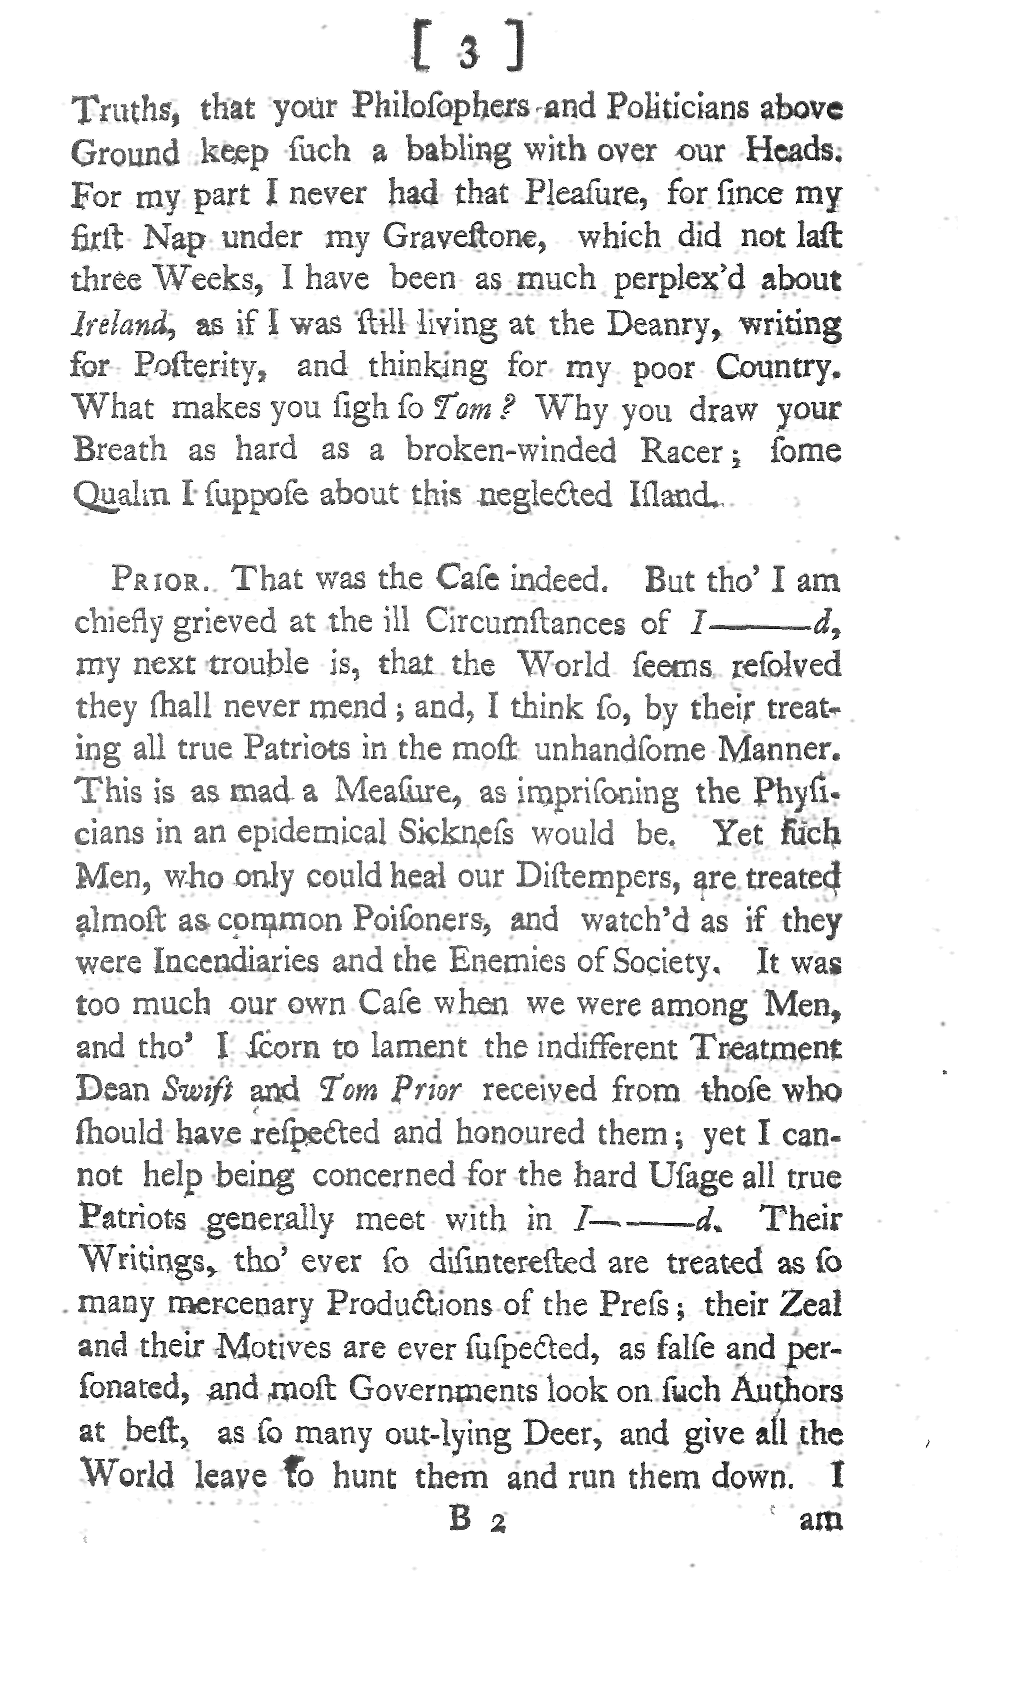 [ 3 ]
Truths, that your Philoſophers and Politicians above
Ground keep ſuch a babling with over our Heads.
For my part I never had that Pleaſure, for ſince my
firſt Nap under my Graveſtone, which did not laſt
three Weeks, I have been as much perplex'd about
Ireland, as if I was ſtill living at the Deanry, writing
for Poſterity, and thinking for my poor Country.
What makes you ſigh ſo Tom? Why you draw your
Breath as hard as a broken-winded Racer; ſome
Qualm I ſuppoſe about this neglected Iſland.
PRIOR. That was the Caſe indeed. But tho' I am
chiefly grieved at the ill Circumſtances of I———d,
my next trouble is, that the World ſeems reſolved
they ſhall never mend; and, I think ſo, by their treat-
ing all true Patriots in the moſt unhandſome Manner.
This is as mad a Meaſure, as impriſoning the Phyſi-
cians in an epidemical Sickneſs would be. Yet ſuch
Men, who only could heal our Diſtempers, are treated
almoſt as common Poiſoners, and watch'd as if they
were Incendiaries and the Enemies of Society. It was
too much our own Caſe when we were among Men,
and tho' I ſcorn to lament the indifferent Treatment
Dean Swift and Tom Prior received from thoſe who
ſhould have reſpected and honoured them; yet I can-
not help being concerned for the hard Uſage all true
Patriots generally meet with in I———d. Their
Writings, tho' ever ſo diſintereſted are treated as ſo
many mercenary Productions of the Preſs; their Zeal
and their Motives are ever ſuſpected, as falſe and per-
ſonated, and moſt Governments look on ſuch Authors
at beſt, as ſo many out-lying Deer, and give all the
World leave to hunt them and run them down. I
B 2 am